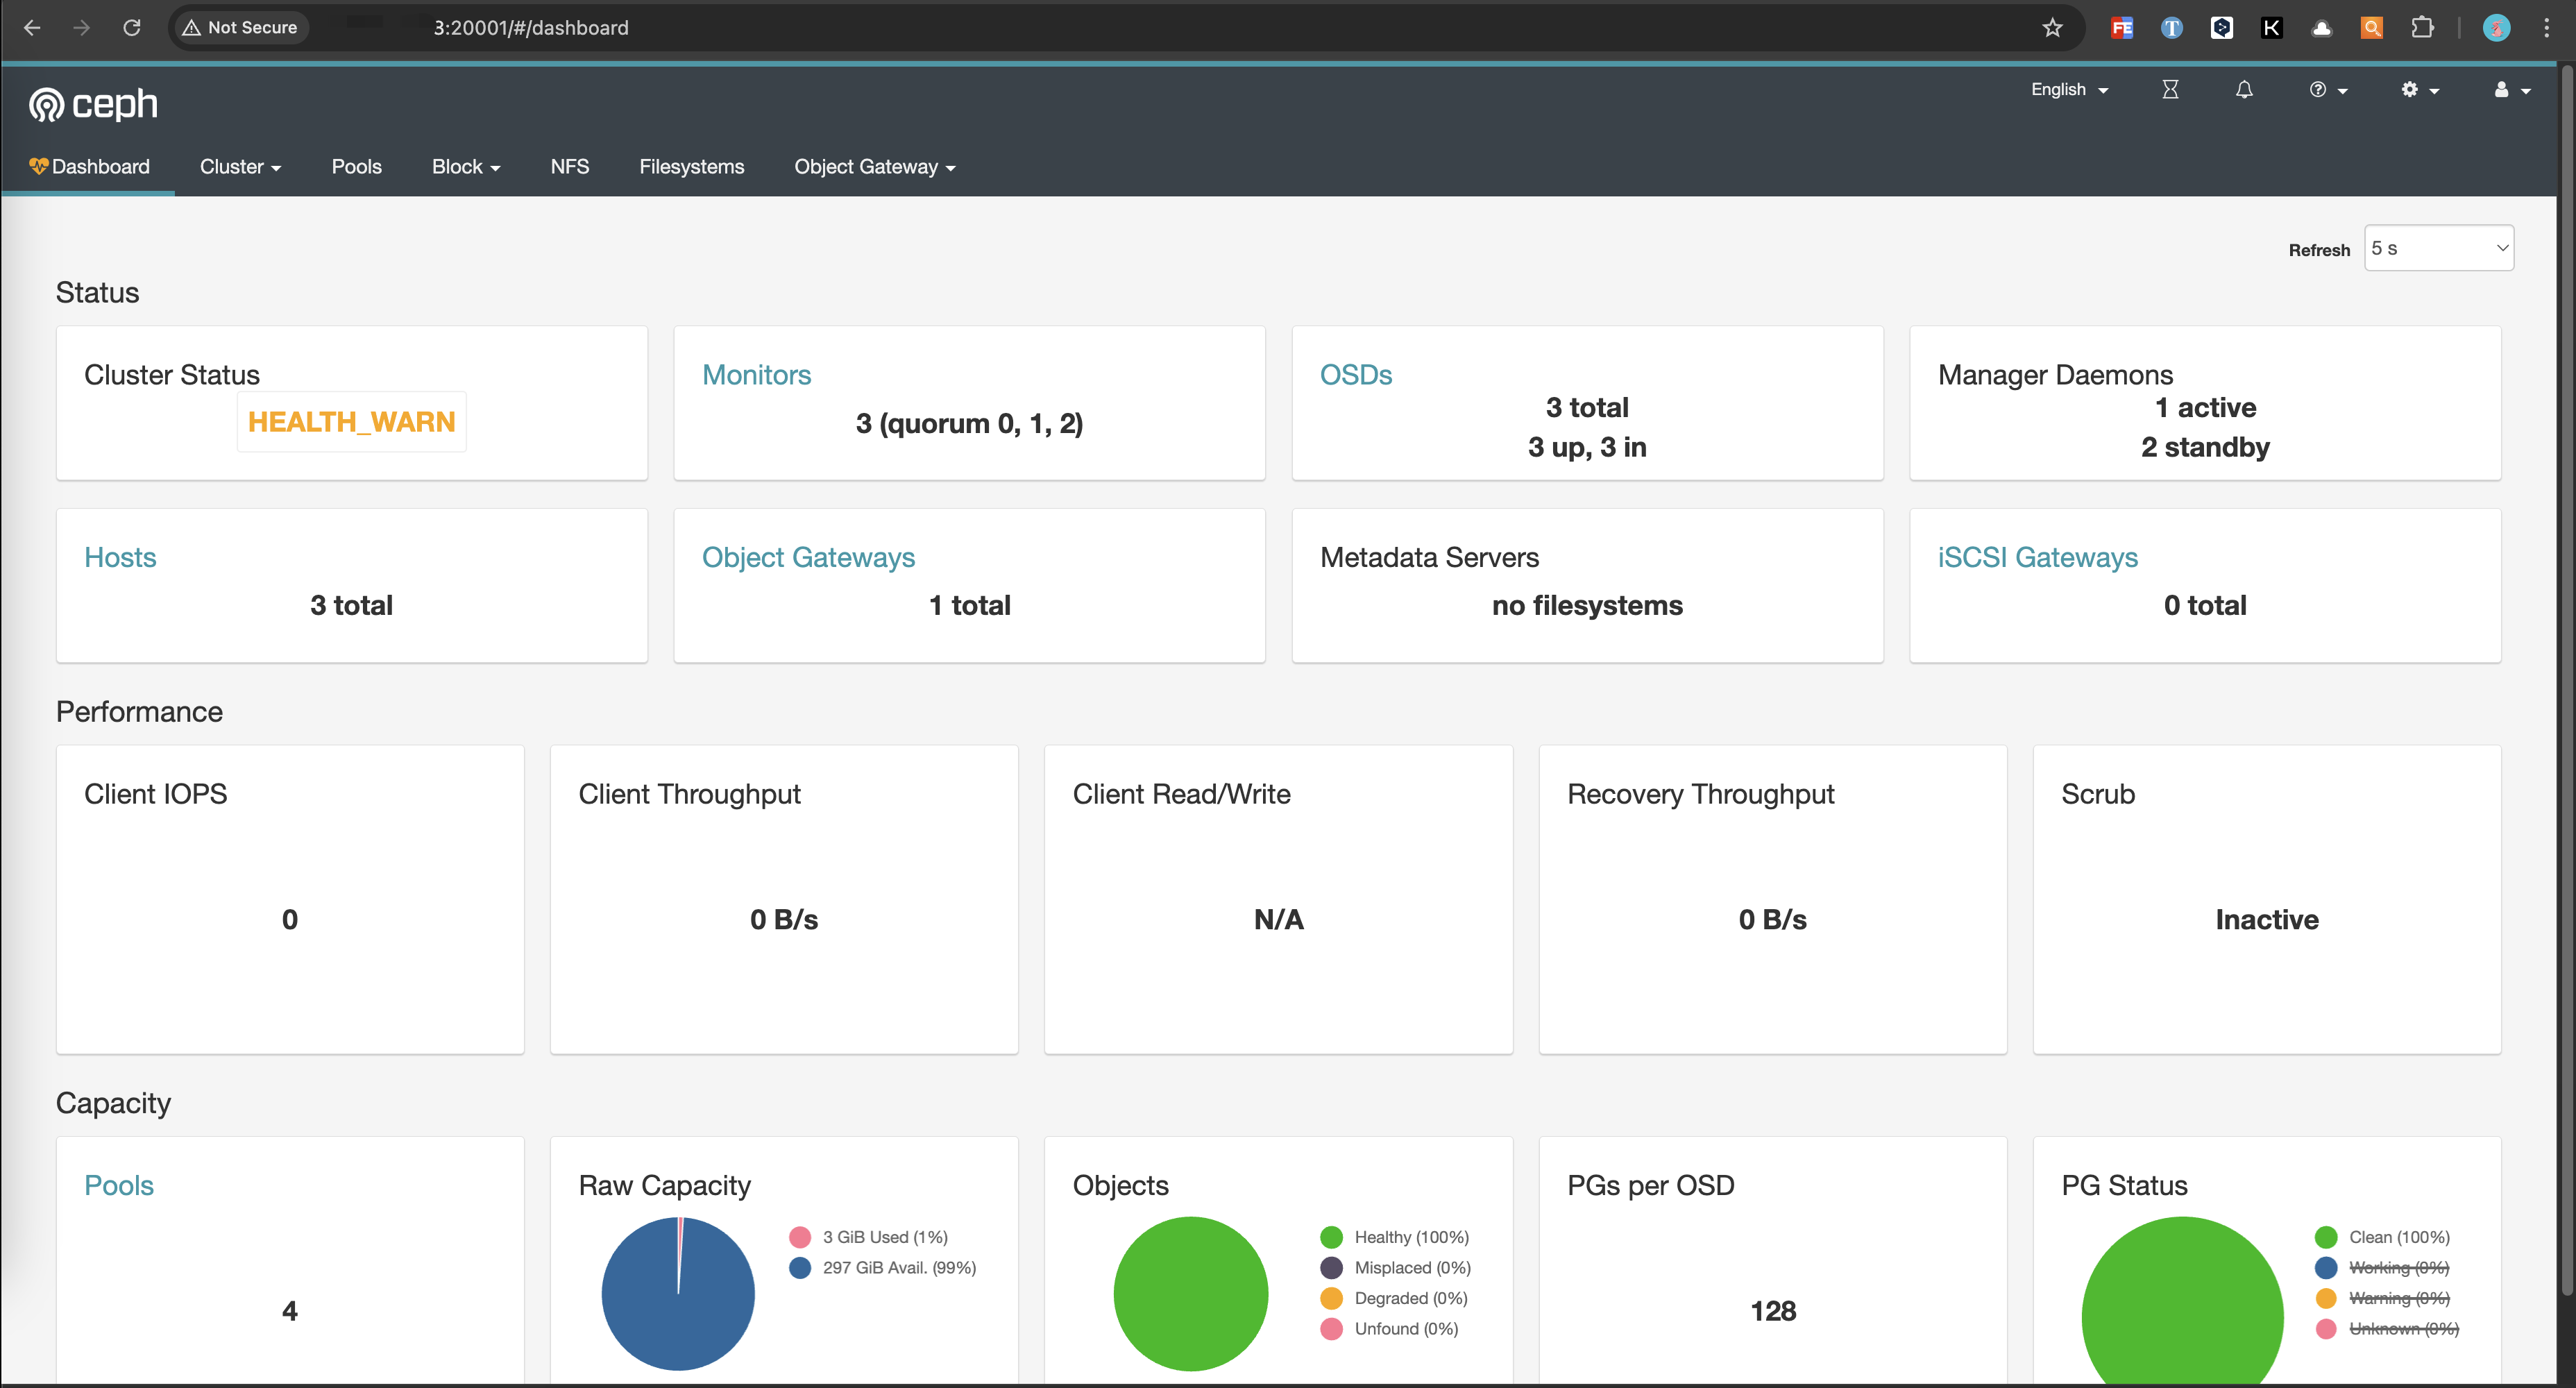 Not Secure
3:20001/#/dashboard
ceph
English
Dashboard
Cluster
Pools
Block
NFS
Filesystems
Object Gateway
Refresh
5 s
Status
Cluster Status
HEALTH_WARN
Monitors
3 (quorum 0, 1, 2)
OSDs
3 total
3 up, 3 in
Manager Daemons
1 active
2 standby
Hosts
3 total
Object Gateways
1 total
Metadata Servers
no filesystems
iSCSI Gateways
0 total
Performance
Client IOPS
0
Client Throughput
0 B/s
Client Read/Write
N/A
Recovery Throughput
0 B/s
Scrub
Inactive
Capacity
Pools
4
Raw Capacity
3 GiB Used (1%)
297 GiB Avail. (99%)
Objects
Healthy (100%)
Misplaced (0%)
Degraded (0%)
Unfound (0%)
PGs per OSD
128
PG Status
Clean (100%)
Working (0%)
Warning (0%)
Unknown (0%)